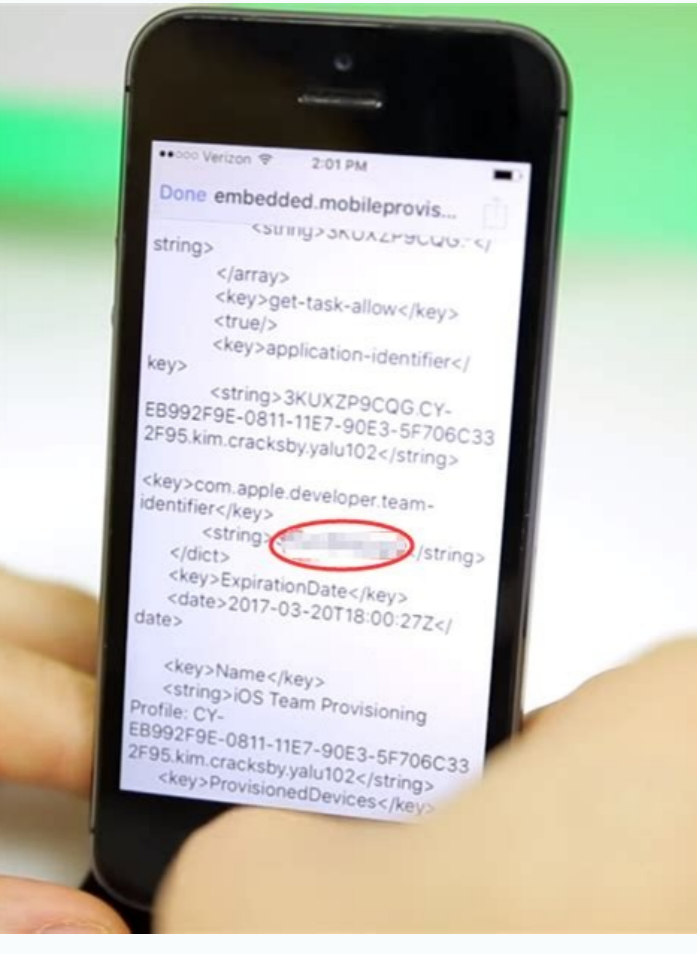 Verizon 2:01 PM
Done embedded.mobileprovis...
<string>3KUXZP9CQG.*</
string>
</array>
<key>get-task-allow</key>
<true/>
<key>application-identifier</
key>
<string>3KUXZP9CQG.CY-
EB992F9E-0811-11E7-90E3-5F706C33
2F95.kim.cracksby.yalu102</string>
<key>com.apple.developer.team-
identifier</key>
<string> </string>
</dict>
<key>ExpirationDate</key>
<date>2017-03-20T18:00:27Z</
date>
<key>Name</key>
<string>iOS Team Provisioning
Profile: CY-
EB992F9E-0811-11E7-90E3-5F706C33
2F95.kim.cracksby.yalu102</string>
<key>ProvisionedDevices</key>